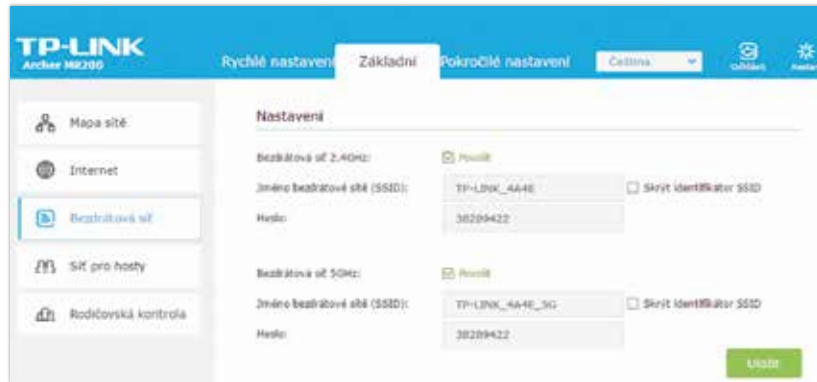 TP-LINK
Archer MR200
Rychlé nastavení
Základní
Pokročilé nastavení
Čeština
Odhlásit
Mapa sítě
Internet
Bezdrátová síť
Síť pro hosty
Rodičovská kontrola
Nastavení
Bezdrátová síť 2.4GHz: Povolit
Jméno bezdrátové sítě (SSID): TP-LINK_4A4E Skrýt identifikátor SSID
Heslo: 38209422
Bezdrátová síť 5GHz: Povolit
Jméno bezdrátové sítě (SSID): TP-LINK_4A4E_5G Skrýt identifikátor SSID
Heslo: 38209422
Uložit